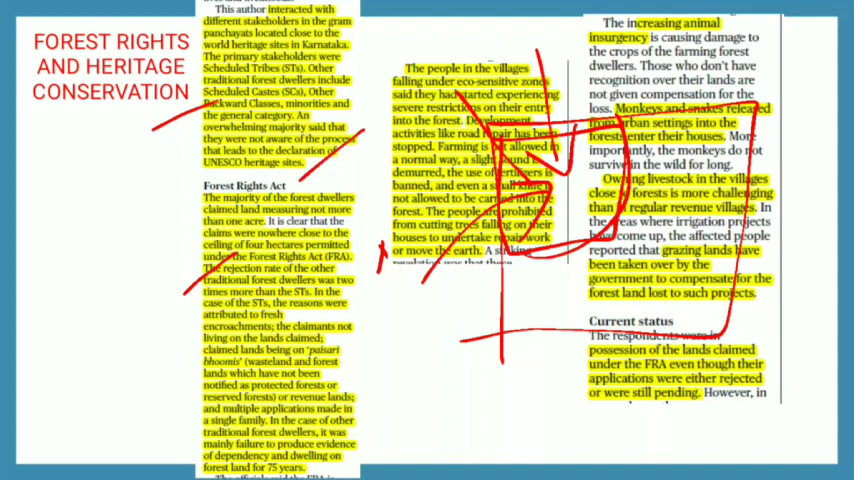 FOREST RIGHTS
AND HERITAGE
CONSERVATION
This author interacted with
different stakeholders in the gram
panchayats located close to the
world heritage sites in Karnataka.
The primary stakeholders were
Scheduled Tribes (STs). Other
traditional forest dwellers include
Scheduled Castes (SCs), Other
Backward Classes, minorities and
the general category. An
overwhelming majority said that
they were not aware of the process
that leads to the declaration of
UNESCO heritage sites.
Forest Rights Act
The majority of the forest dwellers
claimed land measuring not more
than one acre. It is clear that the
claims were nowhere close to the
ceiling of four hectares permitted
under the Forest Rights Act (FRA).
The rejection rate of the other
traditional forest dwellers was two
times more than the STs. In the
case of the STs, the reasons were
attributed to fresh
encroachments; the claimants not
living on the lands claimed;
claimed lands being on 'paisari
bhoomis' (wasteland and forest
lands which have not been
notified as protected forests or
reserved forests) or revenue lands;
and multiple applications made in
a single family. In the case of other
traditional forest dwellers, it was
mainly failure to produce evidence
of dependency and dwelling on
forest land for 75 years.
The people in the villages
falling under eco-sensitive zones
said they had started experiencing
severe restrictions on their entry
into the forest. Development
activities like road repair has been
stopped. Farming is not allowed in
a normal way, a slight sound is
demurred, the use of fertilizers is
banned, and even a small knife is
not allowed to be carried into the
forest. The people are prohibited
from cutting trees falling on their
houses to undertake repair work
or move the earth. A striking
revelation was that these
The increasing animal
insurgency is causing damage to
the crops of the farming forest
dwellers. Those who don't have
recognition over their lands are
not given compensation for the
loss. Monkeys and snakes released
from urban settings into the
forests enter their houses. More
importantly, the monkeys do not
survive in the wild for long.
Owning livestock in the villages
close to forests is more challenging
than in regular revenue villages. In
the areas where irrigation projects
have come up, the affected people
reported that grazing lands have
been taken over by the
government to compensate for the
forest land lost to such projects.
Current status
The respondents were in
possession of the lands claimed
under the FRA even though their
applications were either rejected
or were still pending. However, in